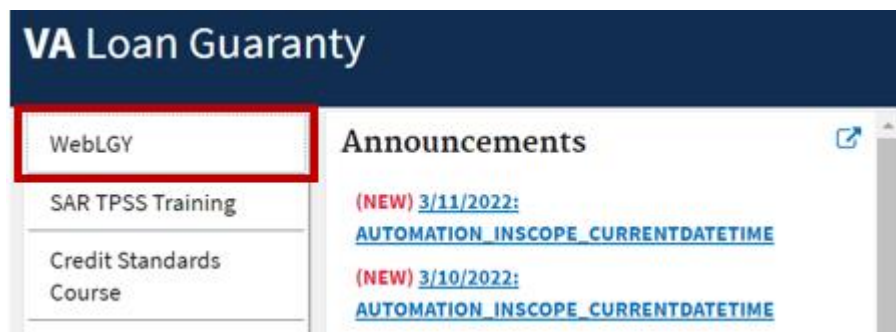 VA Loan Guaranty
WebLGY
SAR TPSS Training
Credit Standards
Course
Announcements
(NEW) 3/11/2022:
AUTOMATION_INSCOPE_CURRENTDATETIME
(NEW) 3/10/2022:
AUTOMATION_INSCOPE_CURRENTDATETIME